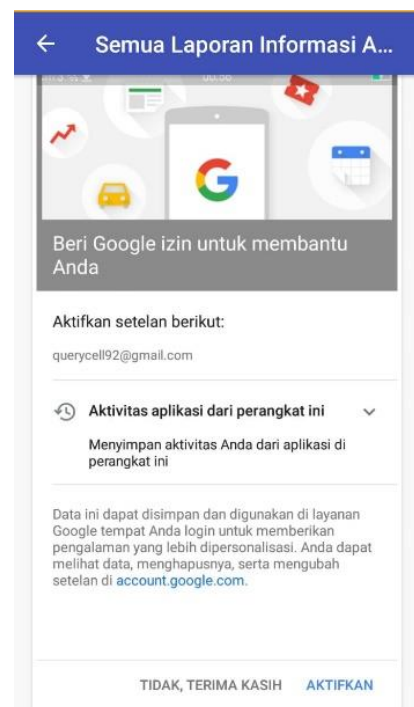 Semua Laporan Informasi A...
00.58
G
Beri Google izin untuk membantu
Anda
Aktifkan setelan berikut:
querycell92@gmail.com
Aktivitas aplikasi dari perangkat ini
Menyimpan aktivitas Anda dari aplikasi di
perangkat ini
Data ini dapat disimpan dan digunakan di layanan
Google tempat Anda login untuk memberikan
pengalaman yang lebih dipersonalisasi. Anda dapat
melihat data, menghapusnya, serta mengubah
setelan di account.google.com.
TIDAK, TERIMA KASIH AKTIFKAN